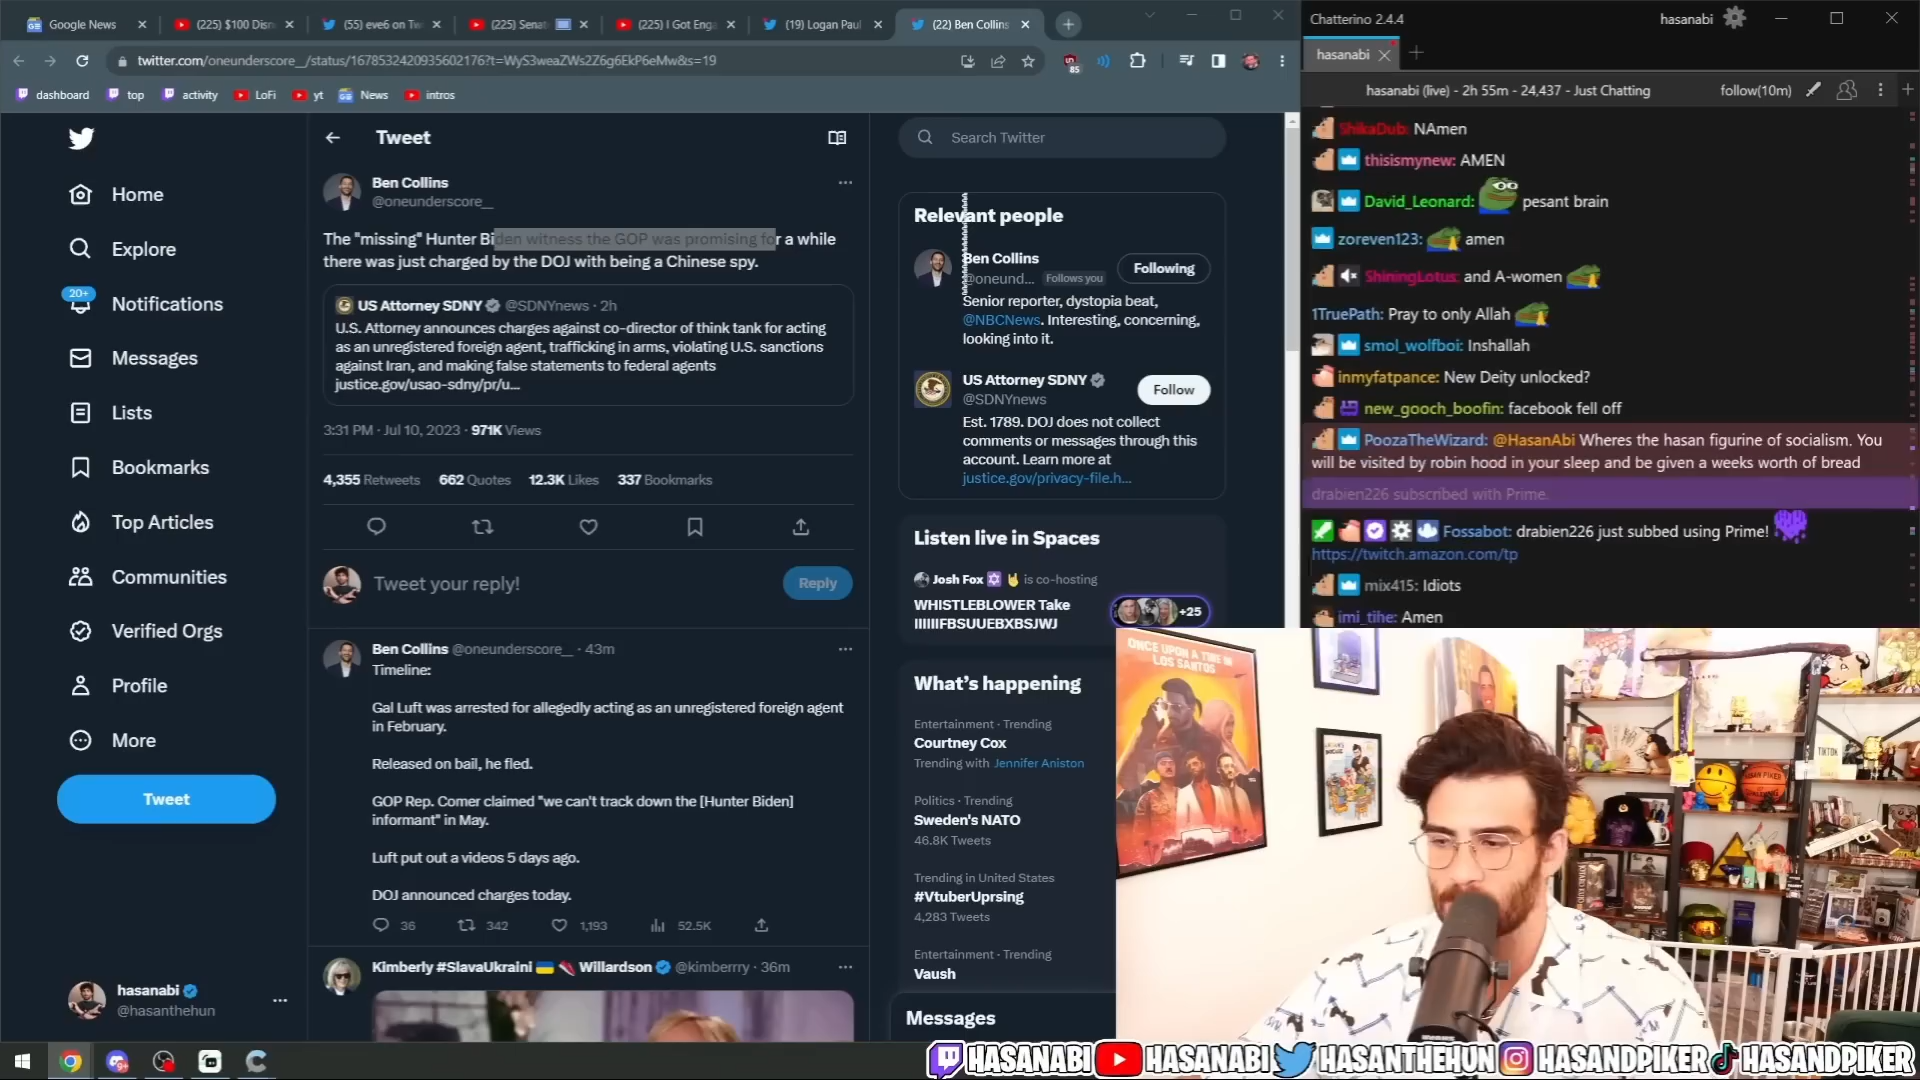 Google News
(225) $100 Disn
(55) eve6 on Tw
(225) Senat
(225) I Got Eng
(19) Logan Paul
(22) Ben Collins
twitter.com/oneunderscore__/status/1678532420935602176?t=WyS3weaZWs2Z6g6EkP6eMw&s=19
85
dashboard
top
activity
LoFi
yt
News
intros
Home
Explore
20+
Notifications
Messages
Lists
Bookmarks
Top Articles
Communities
Verified Orgs
Profile
More
Tweet
hasanabi
@hasanthehun
Tweet
Ben Collins
@oneunderscore__
The "missing" Hunter Biden witness the GOP was promising for a while
there was just charged by the DOJ with being a Chinese spy.
US Attorney SDNY @SDNYnews · 2h
U.S. Attorney announces charges against co-director of think tank for acting
as an unregistered foreign agent, trafficking in arms, violating U.S. sanctions
against Iran, and making false statements to federal agents
justice.gov/usao-sdny/pr/u...
3:31 PM · Jul 10, 2023 · 971K Views
4,355 Retweets 662 Quotes 12.3K Likes 337 Bookmarks
Tweet your reply!
Reply
Ben Collins @oneunderscore__ · 43m
Timeline:
Gal Luft was arrested for allegedly acting as an unregistered foreign agent
in February.
Released on bail, he fled.
GOP Rep. Comer claimed "we can't track down the [Hunter Biden]
informant" in May.
Luft put out a videos 5 days ago.
DOJ announced charges today.
36 342 1,193 52.5K
Kimberly #SlavaUkraini Willardson @kimberrry · 36m
Search Twitter
Relevant people
Ben Collins
@oneund... Follows you
Following
Senior reporter, dystopia beat,
@NBCNews. Interesting, concerning,
looking into it.
US Attorney SDNY
@SDNYnews
Follow
Est. 1789. DOJ does not collect
comments or messages through this
account. Learn more at
justice.gov/privacy-file.h...
Listen live in Spaces
Josh Fox is co-hosting
WHISTLEBLOWER Take
IIIIIIFBSUUEBXBSJWJ
+25
What's happening
Entertainment · Trending
Courtney Cox
Trending with Jennifer Aniston
Politics · Trending
Sweden's NATO
46.8K Tweets
Trending in United States
#VtuberUprsing
4,283 Tweets
Entertainment · Trending
Vaush
Messages
Chatterino 2.4.4
hasanabi
hasanabi
hasanabi (live) - 2h 55m - 24,437 - Just Chatting
follow(10m)
ShikaDub: NAmen
thisismynew: AMEN
David_Leonard: pesant brain
zoreven123: amen
ShiningLotus: and A-women
1TruePath: Pray to only Allah
smol_wolfboi: Inshallah
inmyfatpance: New Deity unlocked?
new_gooch_boofin: facebook fell off
PoozaTheWizard: @HasanAbi Wheres the hasan figurine of socialism. You
will be visited by robin hood in your sleep and be given a weeks worth of bread
drabien226 subscribed with Prime.
Fossabot: drabien226 just subbed using Prime!
https://twitch.amazon.com/tp
mix415: Idiots
imi_tihe: Amen
ONCE UPON A TIME IN
LOS SANTOS
TIKTOK
HASAN PIKER
HASANABI HASANABI HASANTHEHUN HASANDPIKER HASANDPIKER